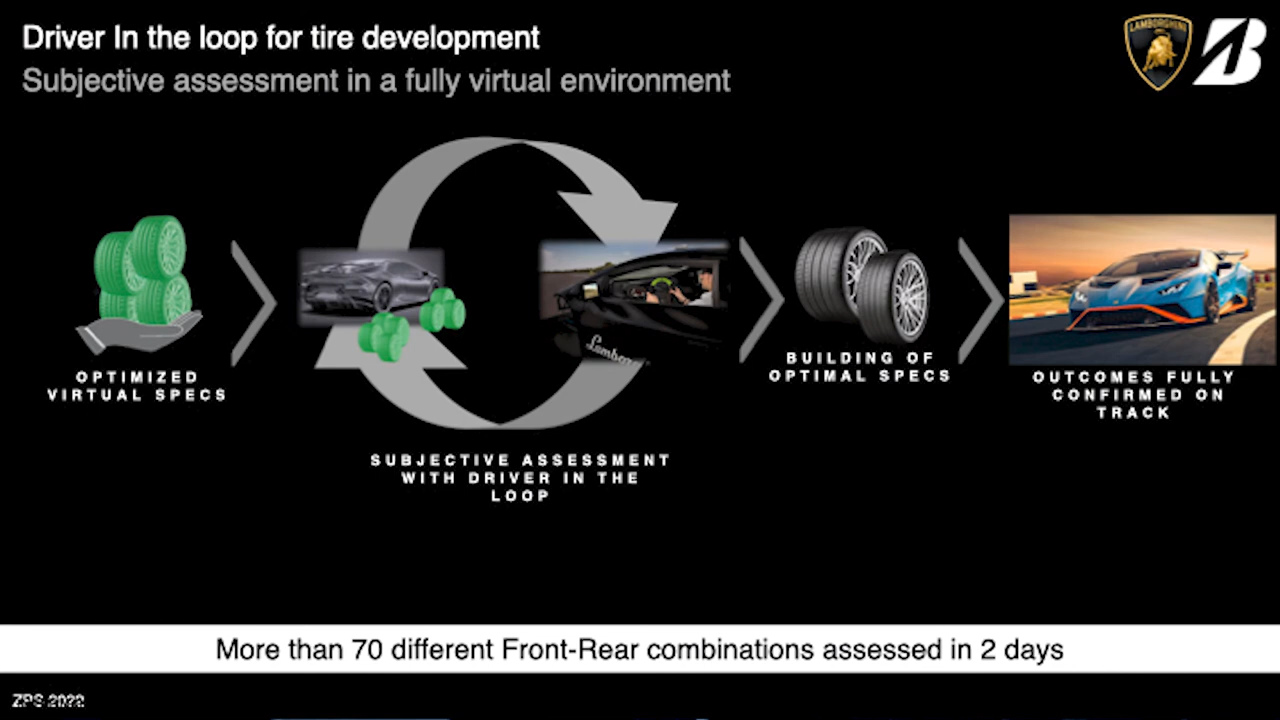 Driver In the loop for tire development
Subjective assessment in a fully virtual environment
LAMBORGHINI
OPTIMIZED
VIRTUAL SPECS
SUBJECTIVE ASSESSMENT
WITH DRIVER IN THE
LOOP
BUILDING OF
OPTIMAL SPECS
OUTCOMES FULLY
CONFIRMED ON
TRACK
More than 70 different Front-Rear combinations assessed in 2 days
ZPS 2022